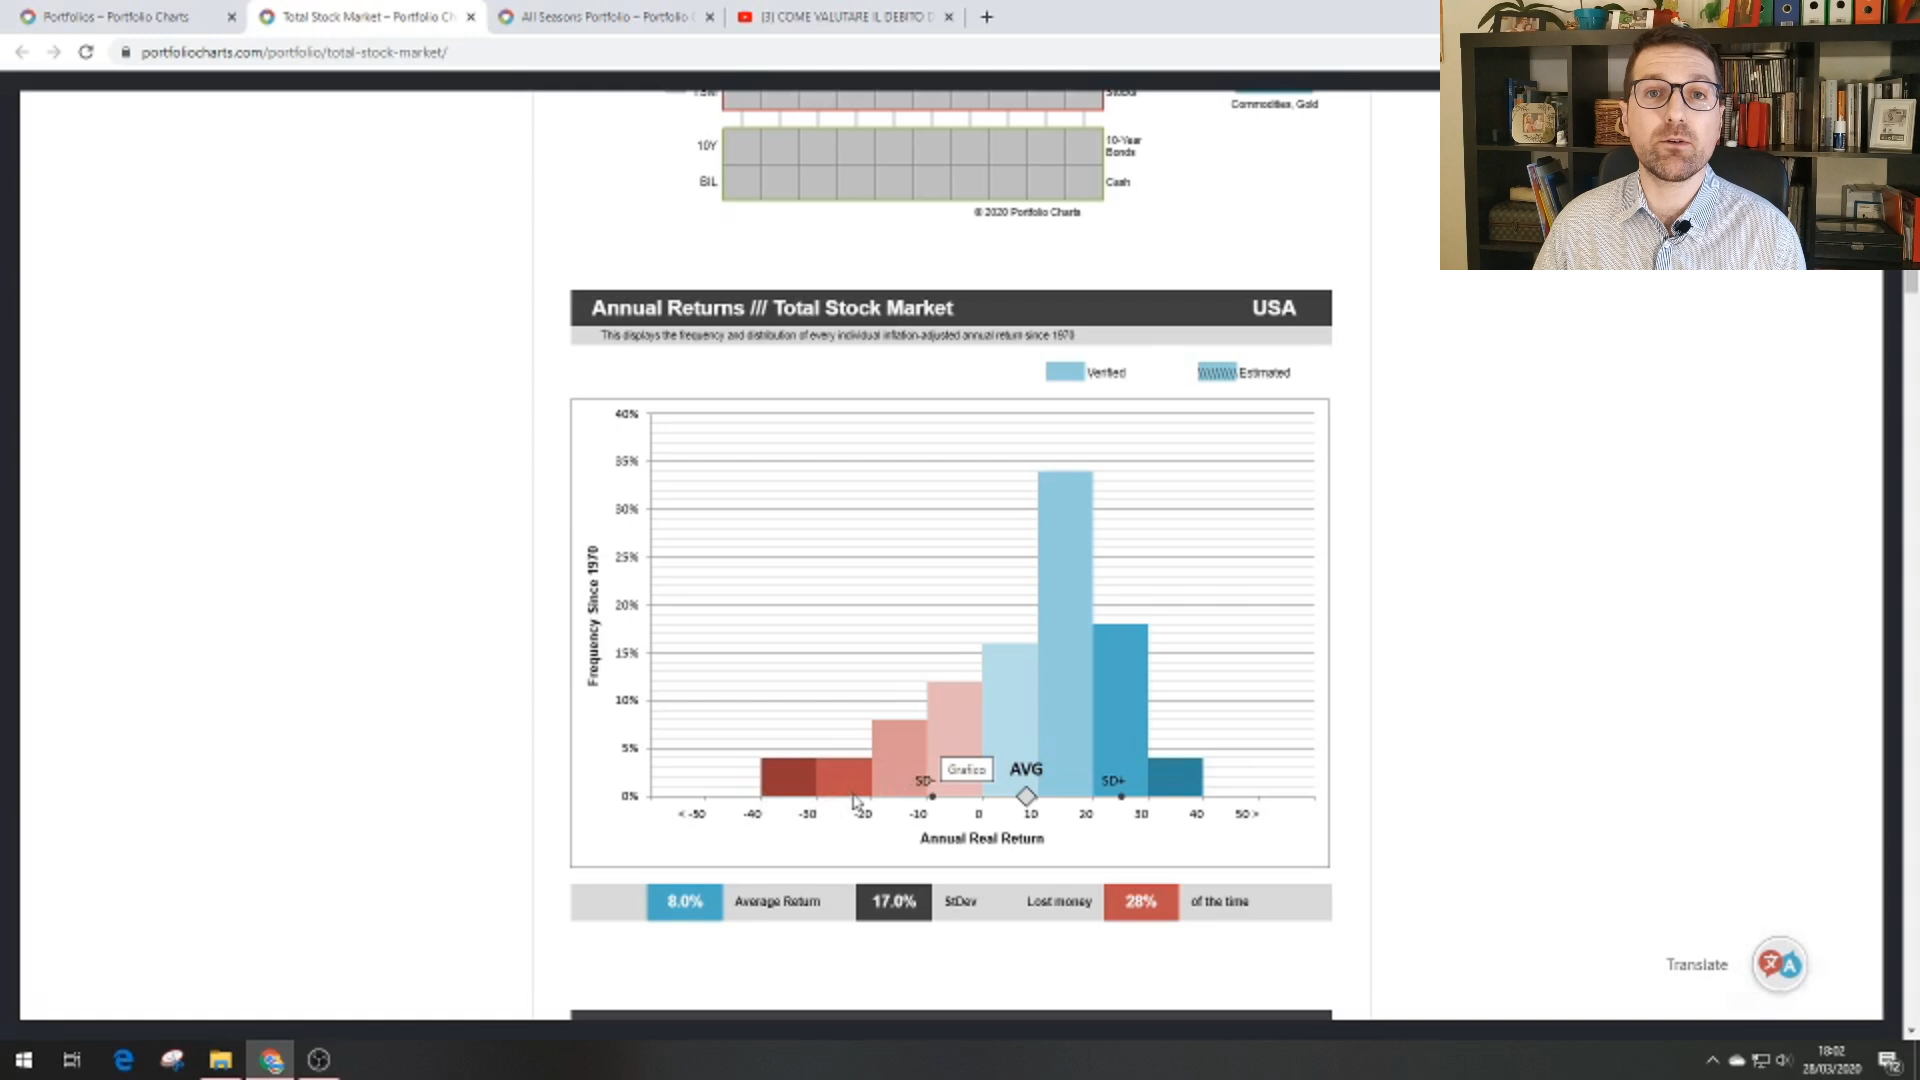 Portfolios – Portfolio Charts
Total Stock Market – Portfolio Ch
All Seasons Portfolio – Portfolio
(3) COME VALUTARE IL DEBITO D
portfoliocharts.com/portfolio/total-stock-market/
Stocks
Commodities, Gold
10Y
10-Year
Bonds
BIL
Cash
© 2020 Portfolio Charts
Annual Returns /// Total Stock Market
USA
This displays the frequency and distribution of every individual inflation-adjusted annual return since 1970
Verified
Estimated
40%
35%
30%
25%
20%
15%
10%
5%
0%
Frequency Since 1970
SD-
Grafico
AVG
SD+
< -50
-40
-30
-20
-10
0
10
20
30
40
50 >
Annual Real Return
8.0%
Average Return
17.0%
StDev
Lost money
28%
of the time
Translate
18:02
28/03/2020